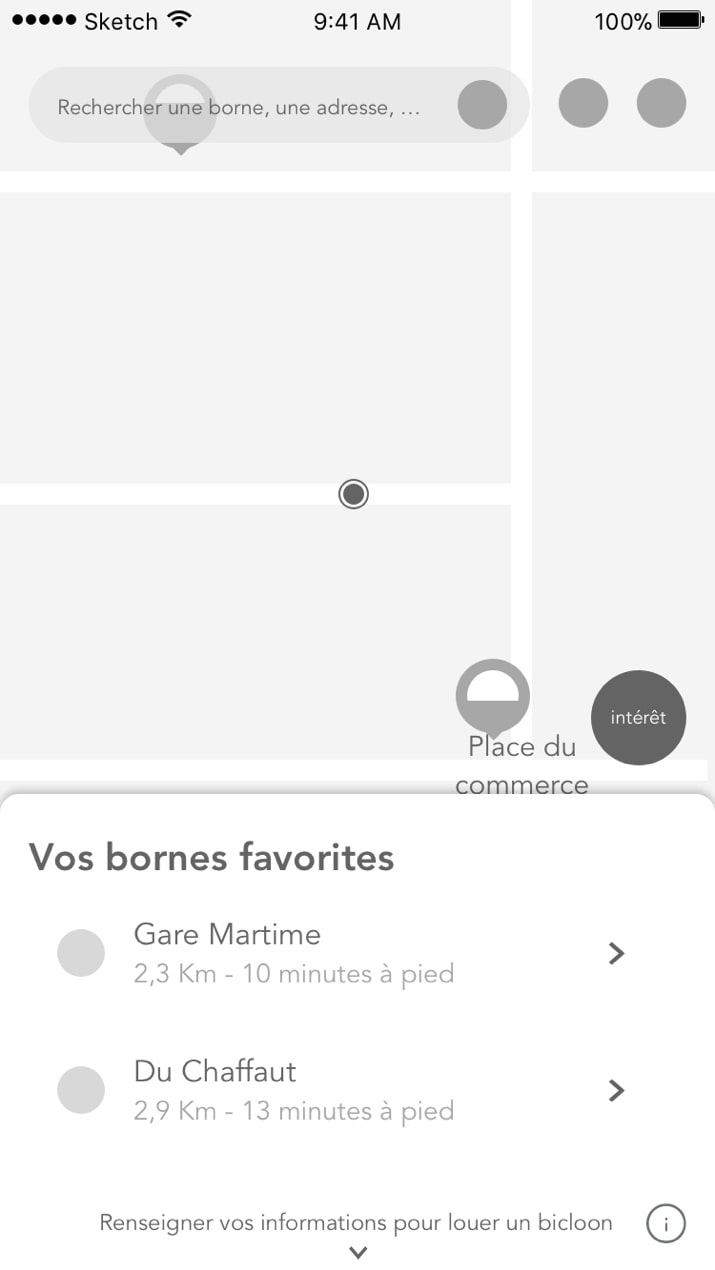 Sketch 9:41 AM 100%
Rechercher une borne, une adresse, …
intérêt
Place du
commerce
Vos bornes favorites
Gare Martime
2,3 Km - 10 minutes à pied
Du Chaffaut
2,9 Km - 13 minutes à pied
Renseigner vos informations pour louer un bicloon